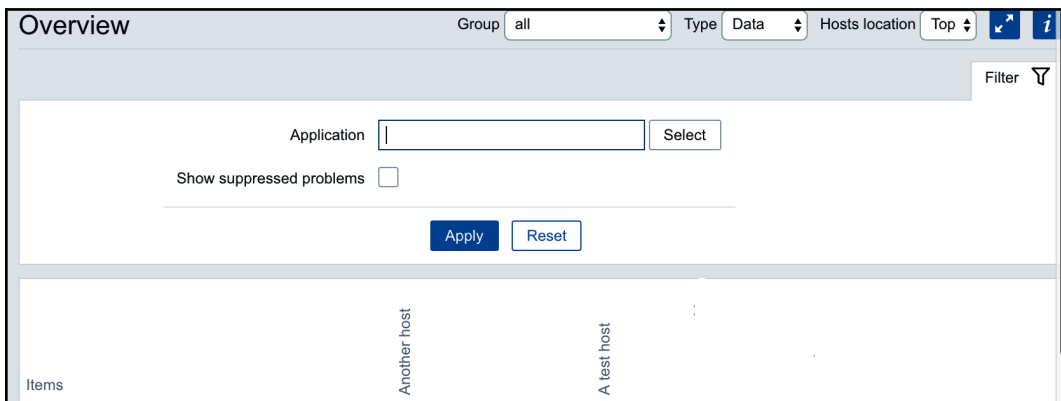 Overview Group all Type Data Hosts location Top i
Filter
Application Select
Show suppressed problems
Apply Reset
Items Another host A test host